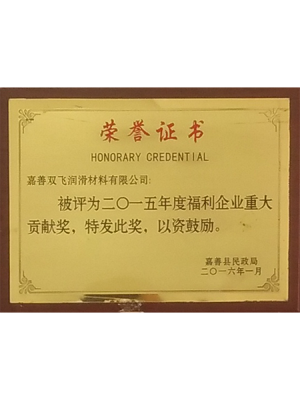 荣誉证书
HONORARY CREDENTIAL
嘉善双飞润滑材料有限公司:
被评为二〇一五年度福利企业重大
贡献奖，特发此奖，以资鼓励。
嘉善县民政局
二〇一六年一月